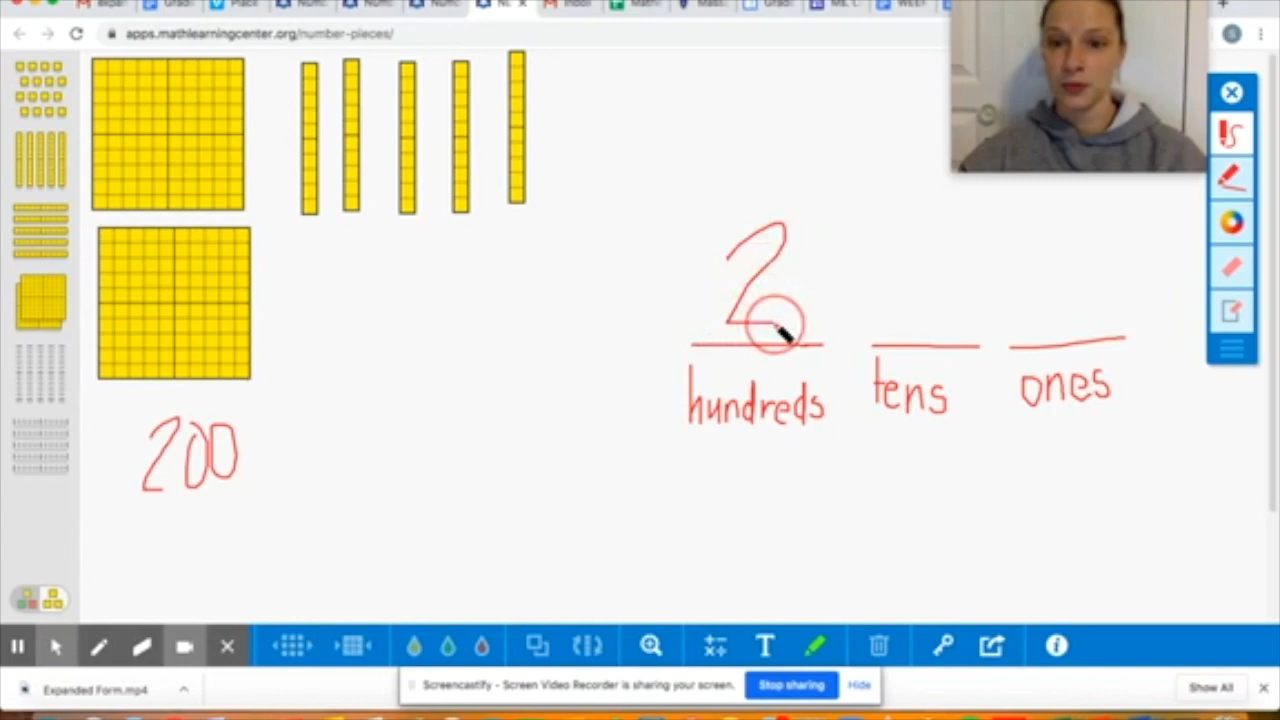 apps.mathlearningcenter.org/number-pieces/
2
hundreds tens ones
200
T
Expanded Form.mp4
Screencastify - Screen Video Recorder is sharing your screen.
Stop sharing
Hide
Show All